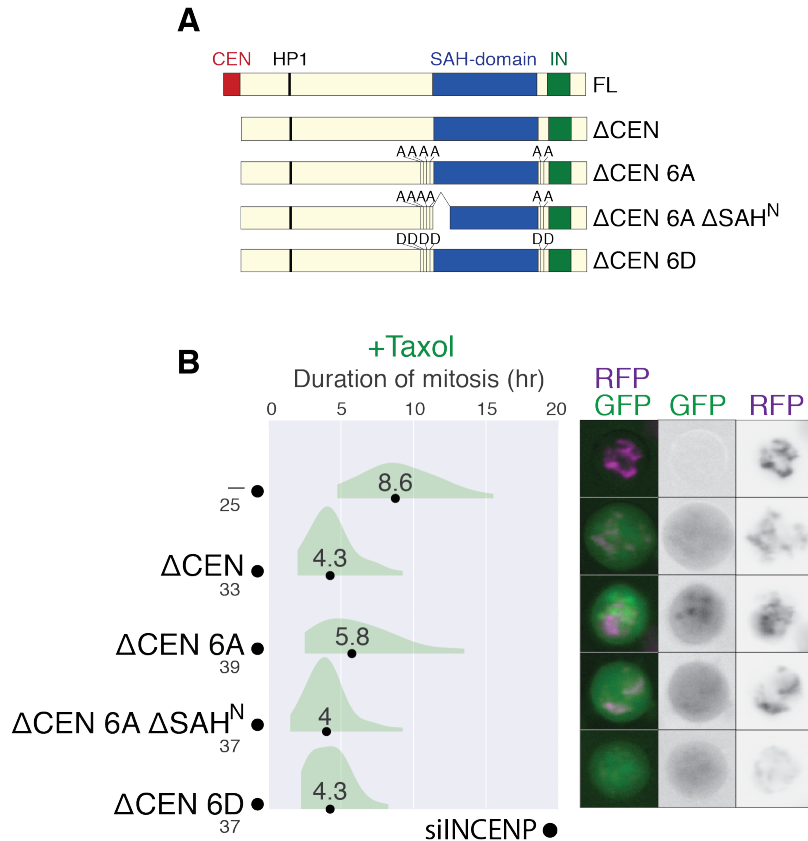 A
CEN HP1 SAH-domain IN
FL
ΔCEN
AAAA AA
ΔCEN 6A
AAAA AA
ΔCEN 6A ΔSAHᴺ
DDDD DD
ΔCEN 6D
B
+Taxol
Duration of mitosis (hr)
RFP
GFP GFP RFP
0 5 10 15 20
— 8.6
25
ΔCEN 4.3
33
ΔCEN 6A 5.8
39
ΔCEN 6A ΔSAHᴺ 4
37
ΔCEN 6D 4.3
37
siINCENP